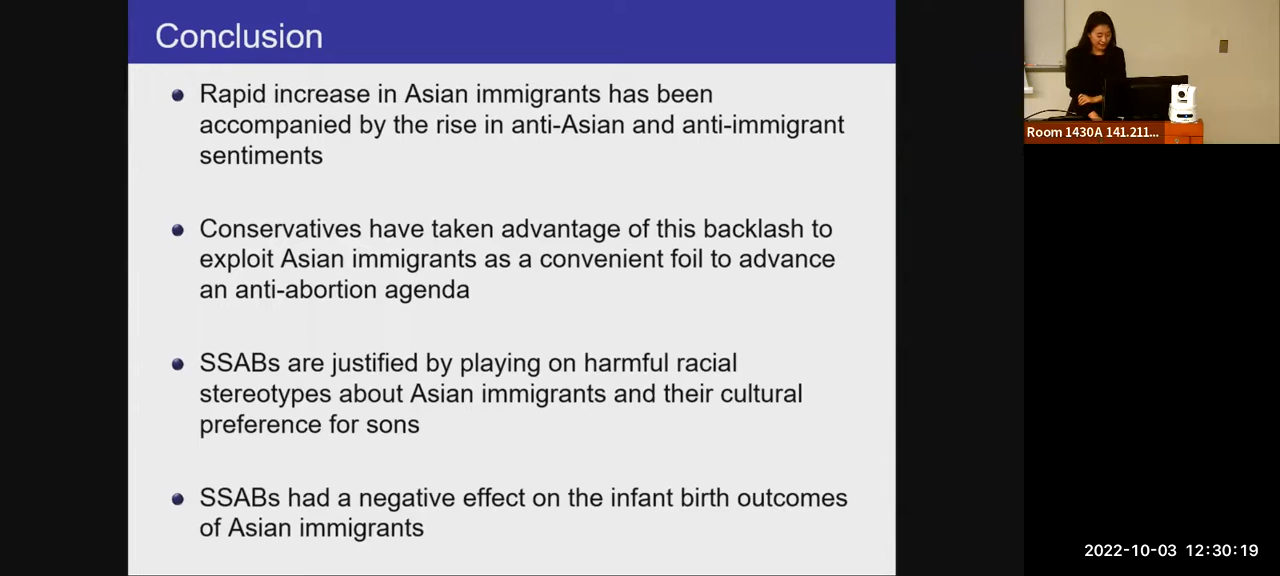 Conclusion
Rapid increase in Asian immigrants has been
accompanied by the rise in anti-Asian and anti-immigrant
sentiments
Conservatives have taken advantage of this backlash to
exploit Asian immigrants as a convenient foil to advance
an anti-abortion agenda
SSABs are justified by playing on harmful racial
stereotypes about Asian immigrants and their cultural
preference for sons
SSABs had a negative effect on the infant birth outcomes
of Asian immigrants
Room 1430A 141.211...
2022-10-03 12:30:19